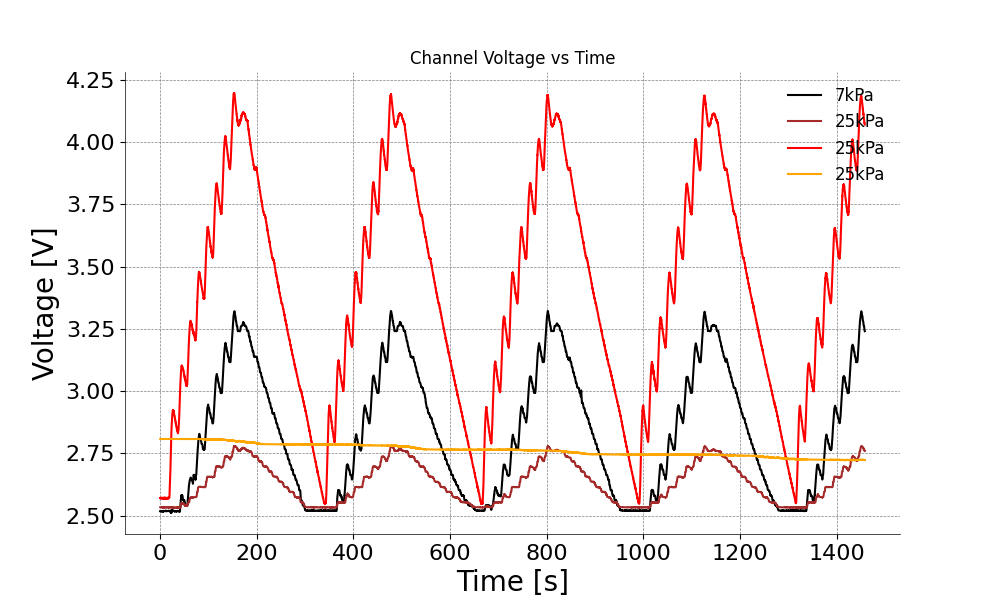 Channel Voltage vs Time
4.25
4.00
3.75
3.50
3.25
3.00
2.75
2.50
Voltage [V]
7kPa
25kPa
25kPa
25kPa
0 200 400 600 800 1000 1200 1400
Time [s]